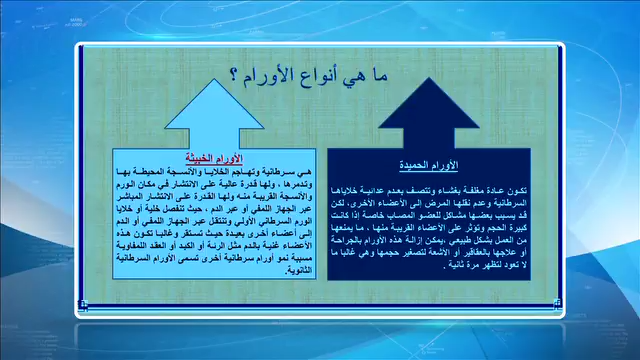 ما هي أنواع الأورام ؟
الأورام الحميدة
تكون عادة مغلفة بغشاء وتتصف بعدم عدائية خلاياها
السرطانية وعدم نقلها المرض إلى الأعضاء الأخرى، لكن
قد يسبب بعضها مشاكل للعضو المصاب خاصة إذا كانت
كبيرة الحجم وتؤثر على الأعضاء القريبة منها ، ما يمنعها
من العمل بشكل طبيعي ،يمكن إزالة هذه الأورام بالجراحة
أو علاجها بالعقاقير أو الأشعة لتصغير حجمها وهي غالبا ما
لا تعود لتظهر مرة ثانية .
الأورام الخبيثة
هي سرطانية وتهاجم الخلايا والأنسجة المحيطة بها
وتدمرها ، ولها قدرة عالية على الانتشار في مكان الورم
والأنسجة القريبة منه ولها القدرة على الانتشار المباشر
عبر الجهاز اللمفي أو عبر الدم، حيث تنفصل خلية أو خلايا
من الورم السرطاني الأولي وتنتقل عبر الجهاز اللمفي أو الدم
إلى أعضاء أخرى بعيدة حيث تستقر وغالبا تكون هذه
الأعضاء غنية بالدم مثل الرئة أو الكبد أو العقد اللمفاوية
مسببة نمو أورام سرطانية أخرى تسمى الأورام السرطانية
الثانوية.